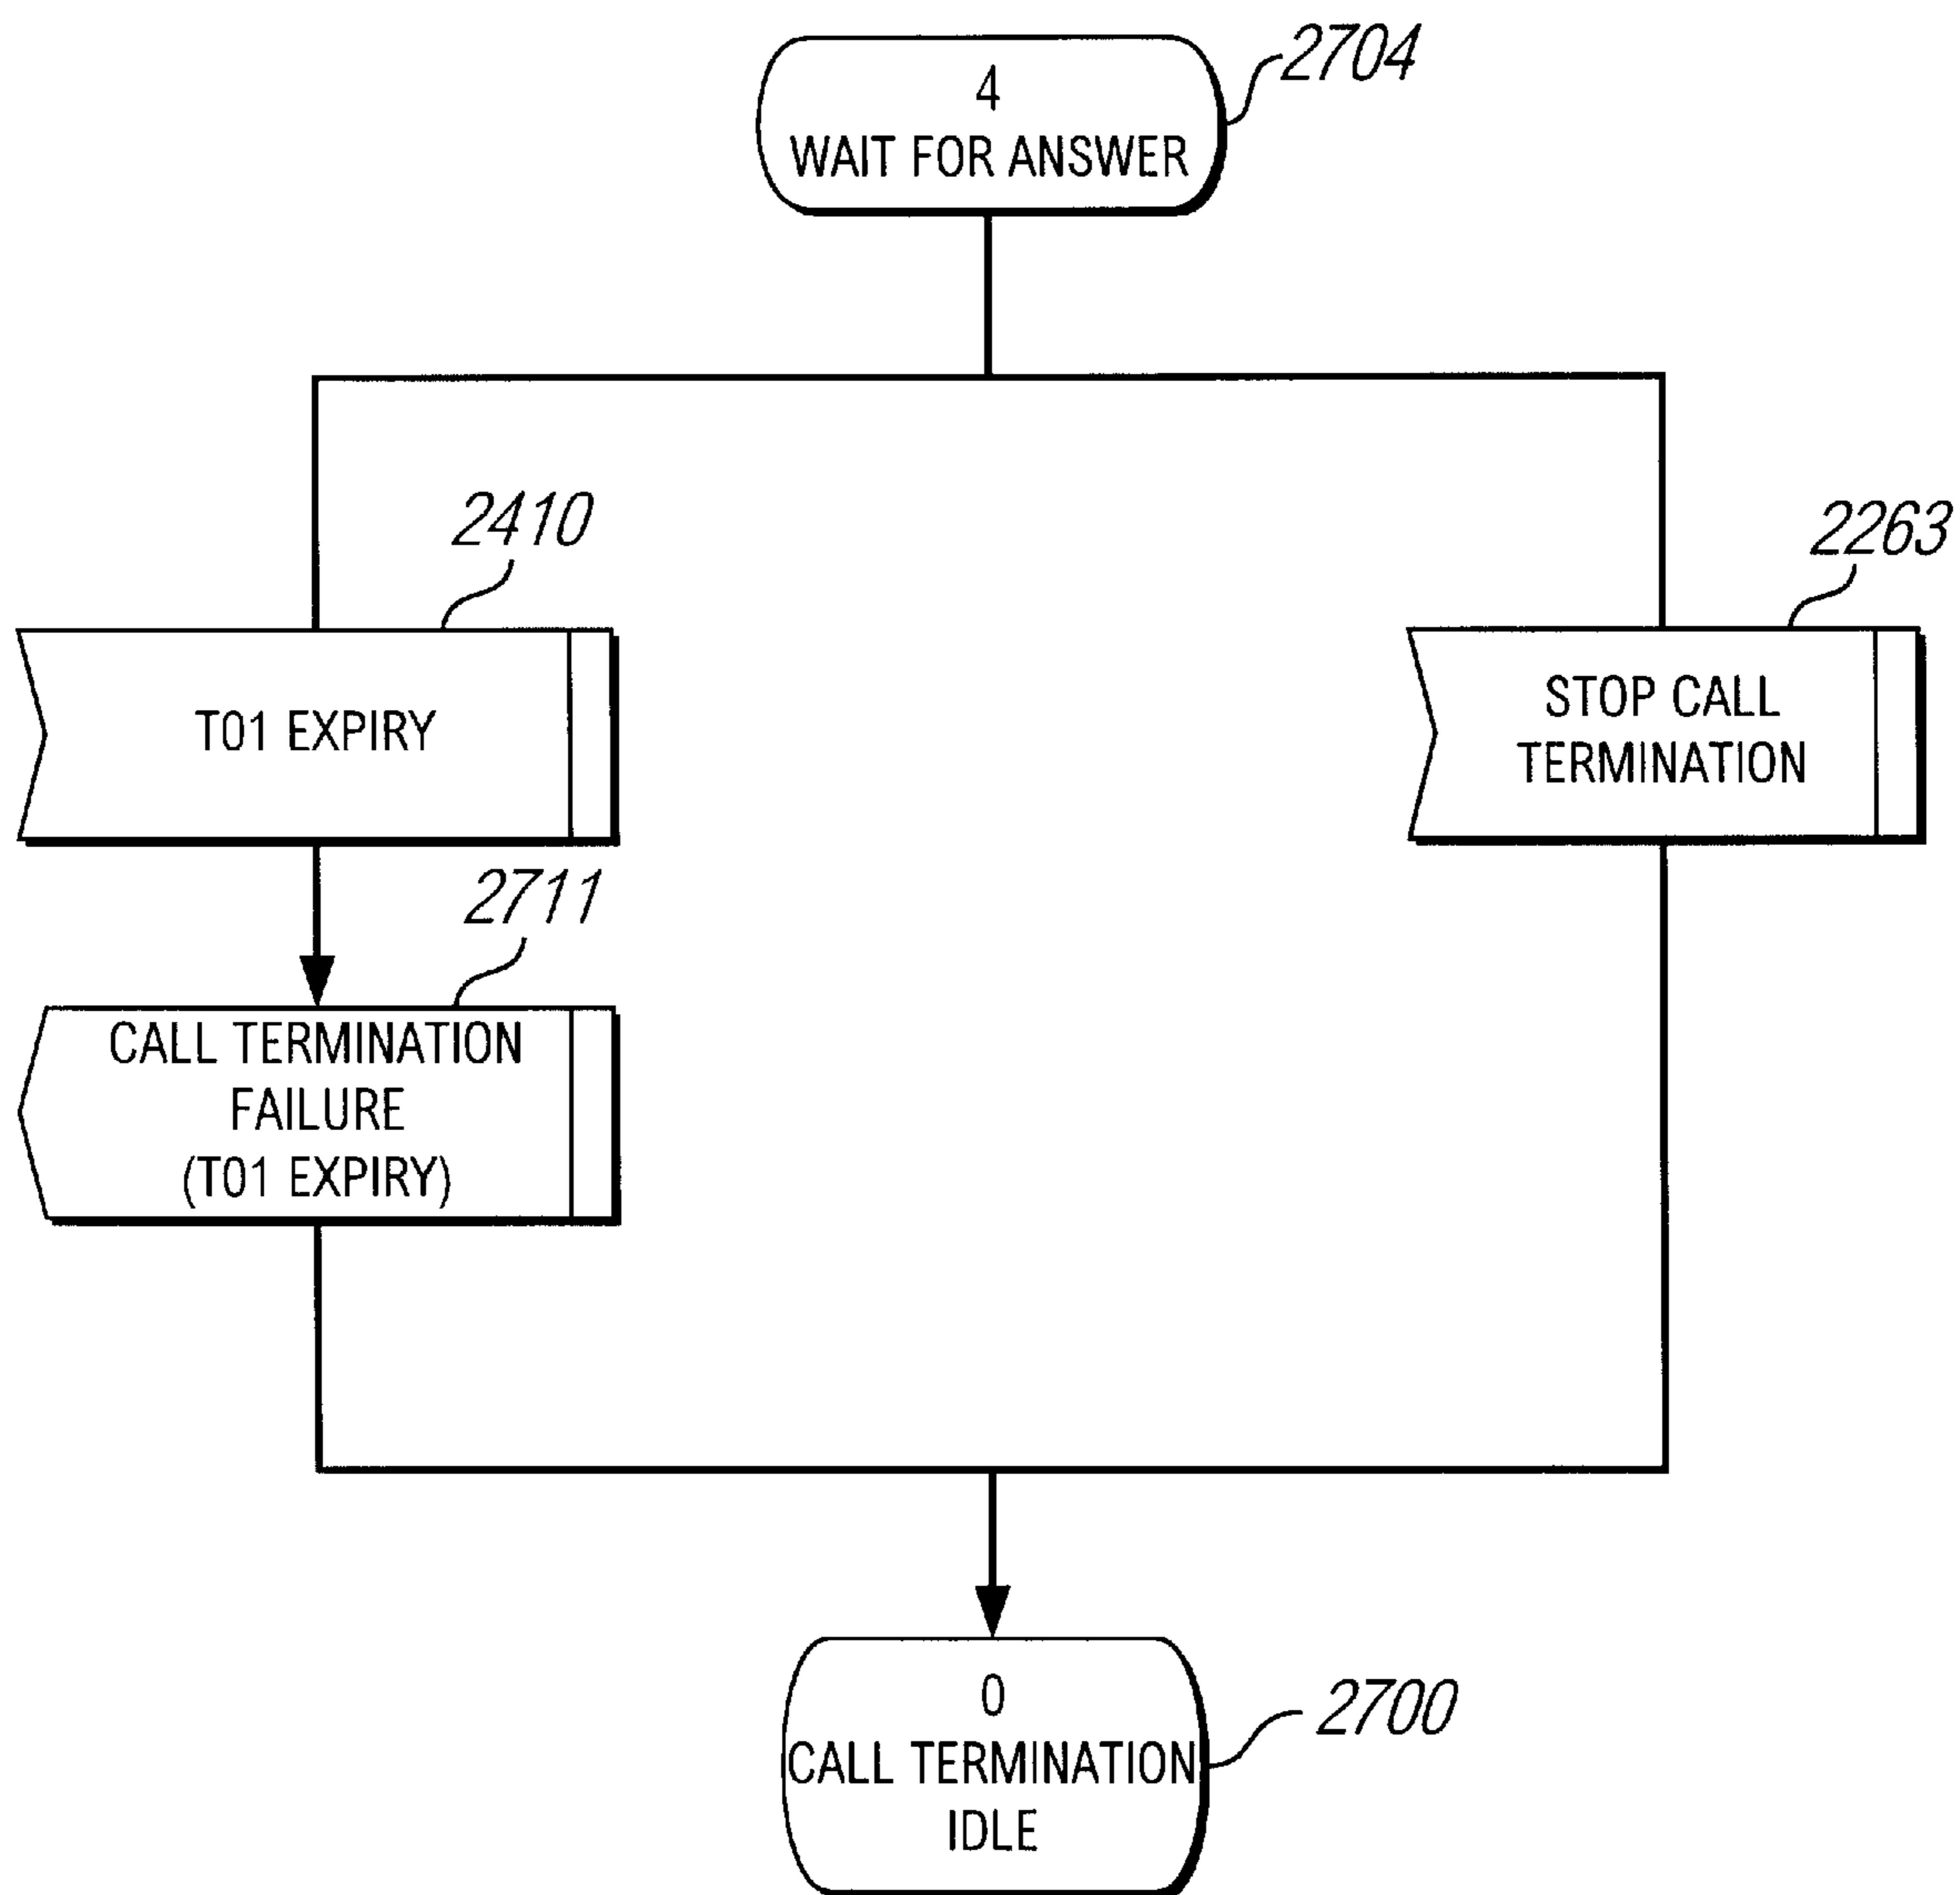 2704
4
WAIT FOR ANSWER
2410
2263
T01 EXPIRY
STOP CALL
TERMINATION
2711
CALL TERMINATION
FAILURE
(T01 EXPIRY)
0
2700
CALL TERMINATION
IDLE